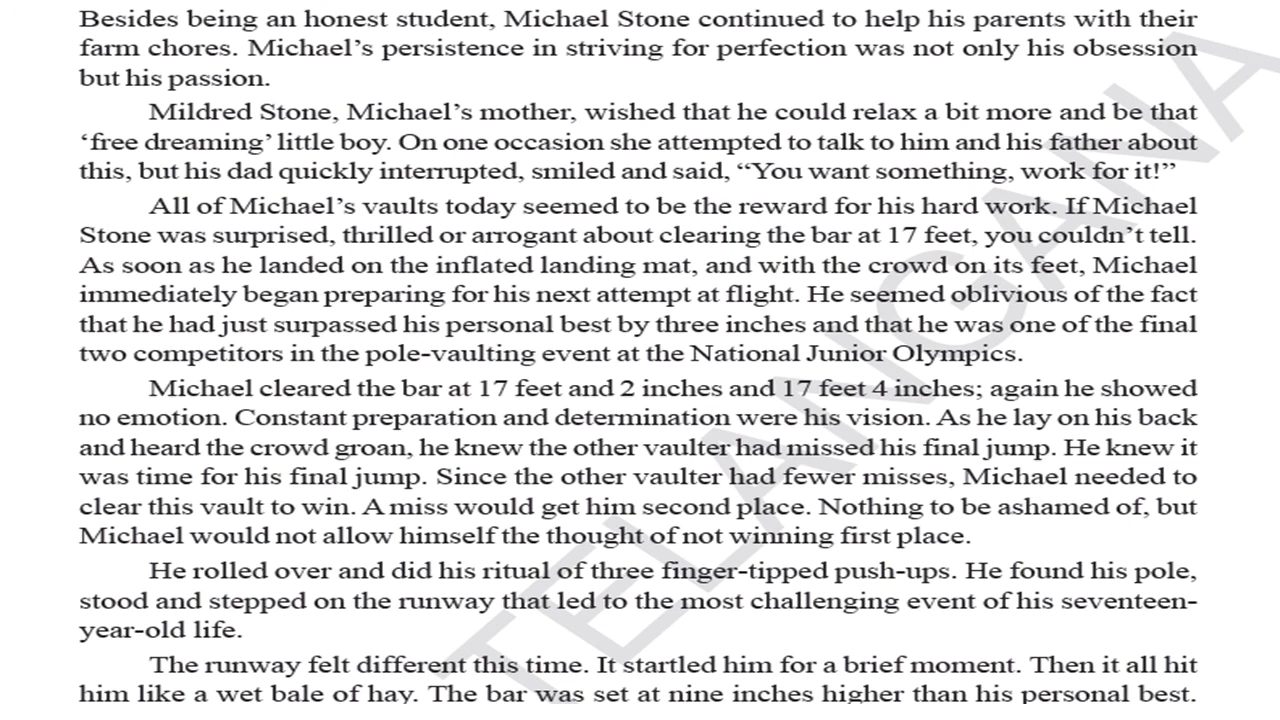 Besides being an honest student, Michael Stone continued to help his parents with their
farm chores. Michael’s persistence in striving for perfection was not only his obsession
but his passion.
Mildred Stone, Michael’s mother, wished that he could relax a bit more and be that
‘free dreaming’ little boy. On one occasion she attempted to talk to him and his father about
this, but his dad quickly interrupted, smiled and said, “You want something, work for it!”
All of Michael’s vaults today seemed to be the reward for his hard work. If Michael
Stone was surprised, thrilled or arrogant about clearing the bar at 17 feet, you couldn’t tell.
As soon as he landed on the inflated landing mat, and with the crowd on its feet, Michael
immediately began preparing for his next attempt at flight. He seemed oblivious of the fact
that he had just surpassed his personal best by three inches and that he was one of the final
two competitors in the pole-vaulting event at the National Junior Olympics.
Michael cleared the bar at 17 feet and 2 inches and 17 feet 4 inches; again he showed
no emotion. Constant preparation and determination were his vision. As he lay on his back
and heard the crowd groan, he knew the other vaulter had missed his final jump. He knew it
was time for his final jump. Since the other vaulter had fewer misses, Michael needed to
clear this vault to win. A miss would get him second place. Nothing to be ashamed of, but
Michael would not allow himself the thought of not winning first place.
He rolled over and did his ritual of three finger-tipped push-ups. He found his pole,
stood and stepped on the runway that led to the most challenging event of his seventeen-
year-old life.
The runway felt different this time. It startled him for a brief moment. Then it all hit
him like a wet bale of hay. The bar was set at nine inches higher than his personal best.
TELANGANA